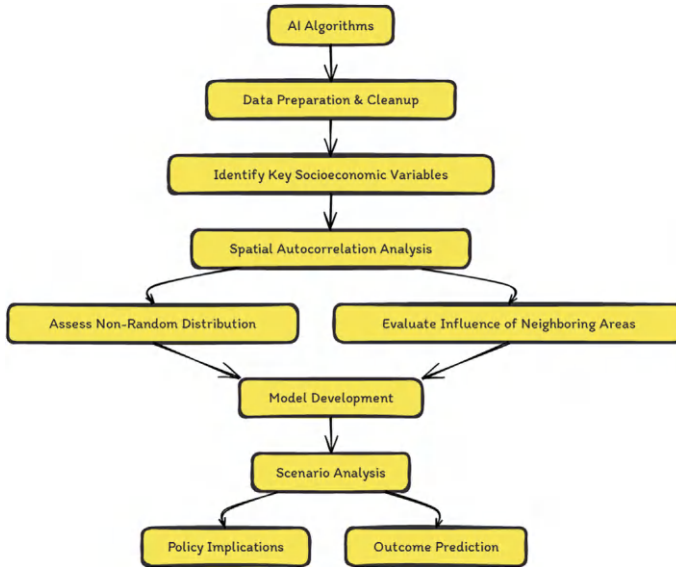 AI Algorithms
Data Preparation & Cleanup
Identify Key Socioeconomic Variables
Spatial Autocorrelation Analysis
Assess Non-Random Distribution
Evaluate Influence of Neighboring Areas
Model Development
Scenario Analysis
Policy Implications
Outcome Prediction